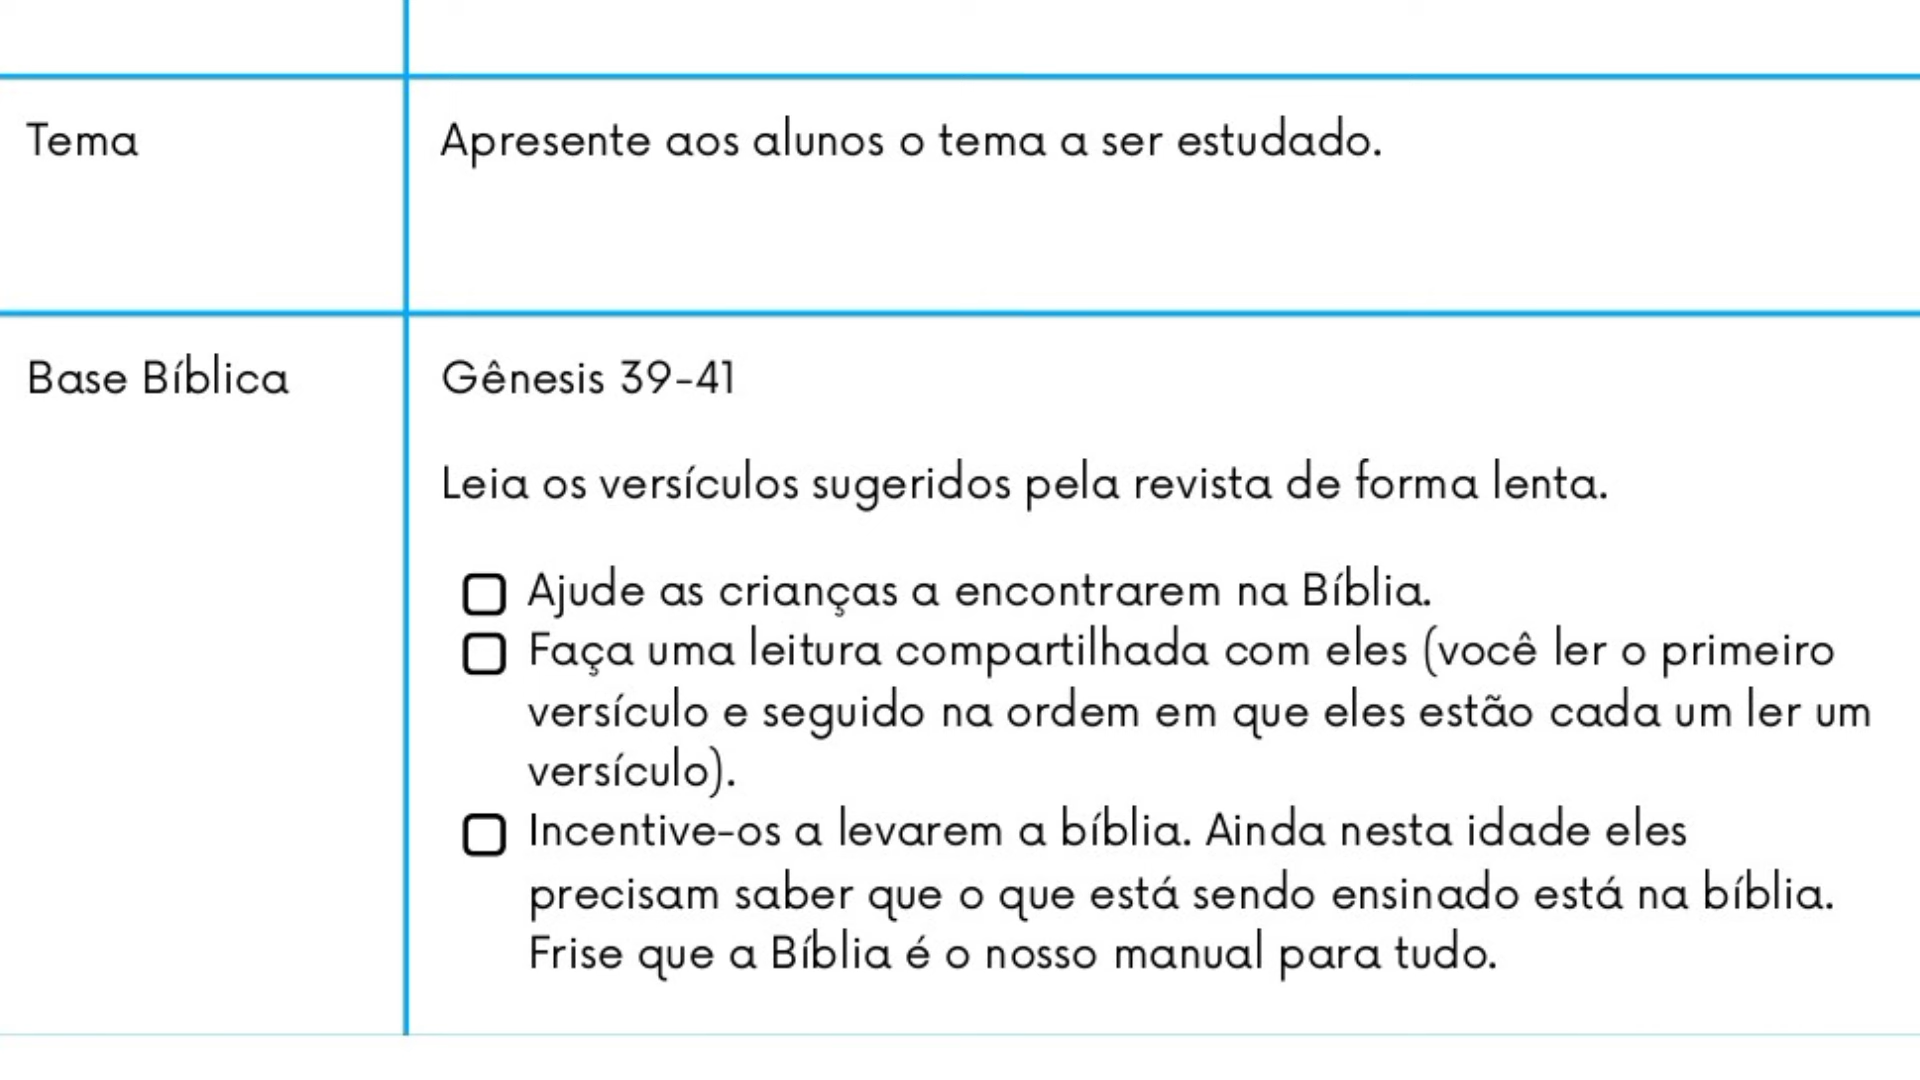 Tema
Apresente aos alunos o tema a ser estudado.
Base Bíblica
Gênesis 39-41
Leia os versículos sugeridos pela revista de forma lenta.
Ajude as crianças a encontrarem na Bíblia.
Faça uma leitura compartilhada com eles (você ler o primeiro
versículo e seguido na ordem em que eles estão cada um ler um
versículo).
Incentive-os a levarem a bíblia. Ainda nesta idade eles
precisam saber que o que está sendo ensinado está na bíblia.
Frise que a Bíblia é o nosso manual para tudo.